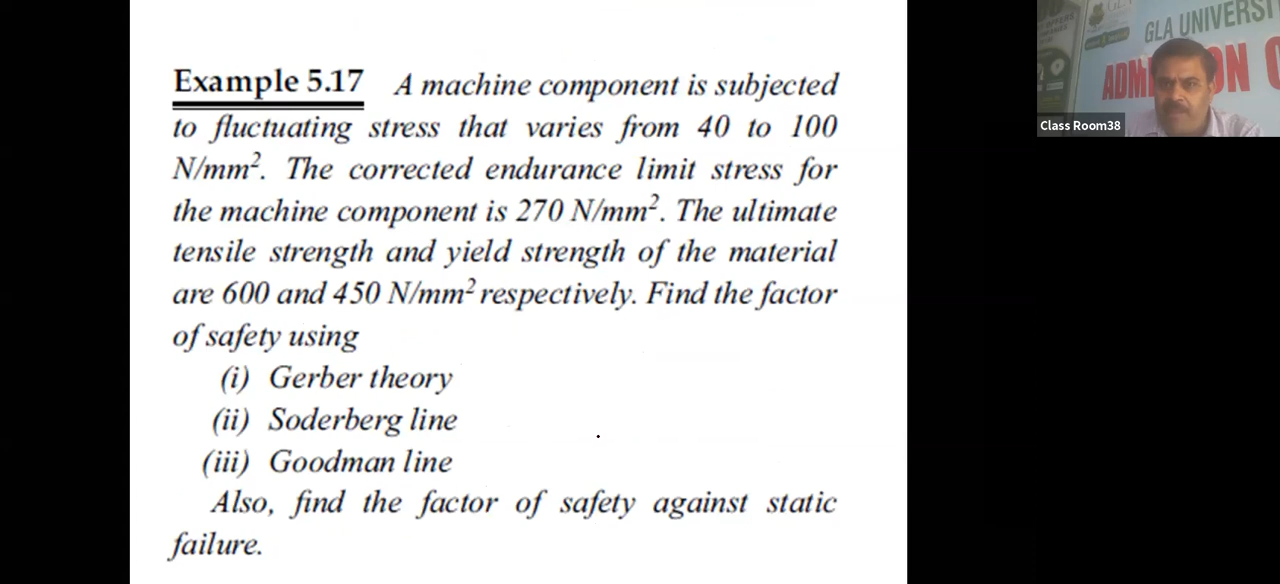 Example 5.17 A machine component is subjected
to fluctuating stress that varies from 40 to 100
N/mm². The corrected endurance limit stress for
the machine component is 270 N/mm². The ultimate
tensile strength and yield strength of the material
are 600 and 450 N/mm² respectively. Find the factor
of safety using
(i) Gerber theory
(ii) Soderberg line
(iii) Goodman line
Also, find the factor of safety against static
failure.
GLA UNIVERSI
Class Room38